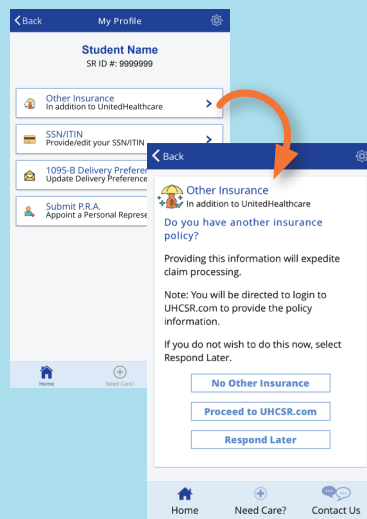 Back
My Profile
Student Name
SR ID #: 9999999
Other Insurance
In addition to UnitedHealthcare
SSN/ITIN
Provide/edit your SSN/ITIN
1095-B Delivery Prefere
Update Delivery Preference
Submit P.R.A.
Appoint a Personal Represe
Home
Need Care?
Back
Other Insurance
In addition to UnitedHealthcare
Do you have another insurance
policy?
Providing this information will expedite
claim processing.
Note: You will be directed to login to
UHCSR.com to provide the policy
information.
If you do not wish to do this now, select
Respond Later.
No Other Insurance
Proceed to UHCSR.com
Respond Later
Home
Need Care?
Contact Us